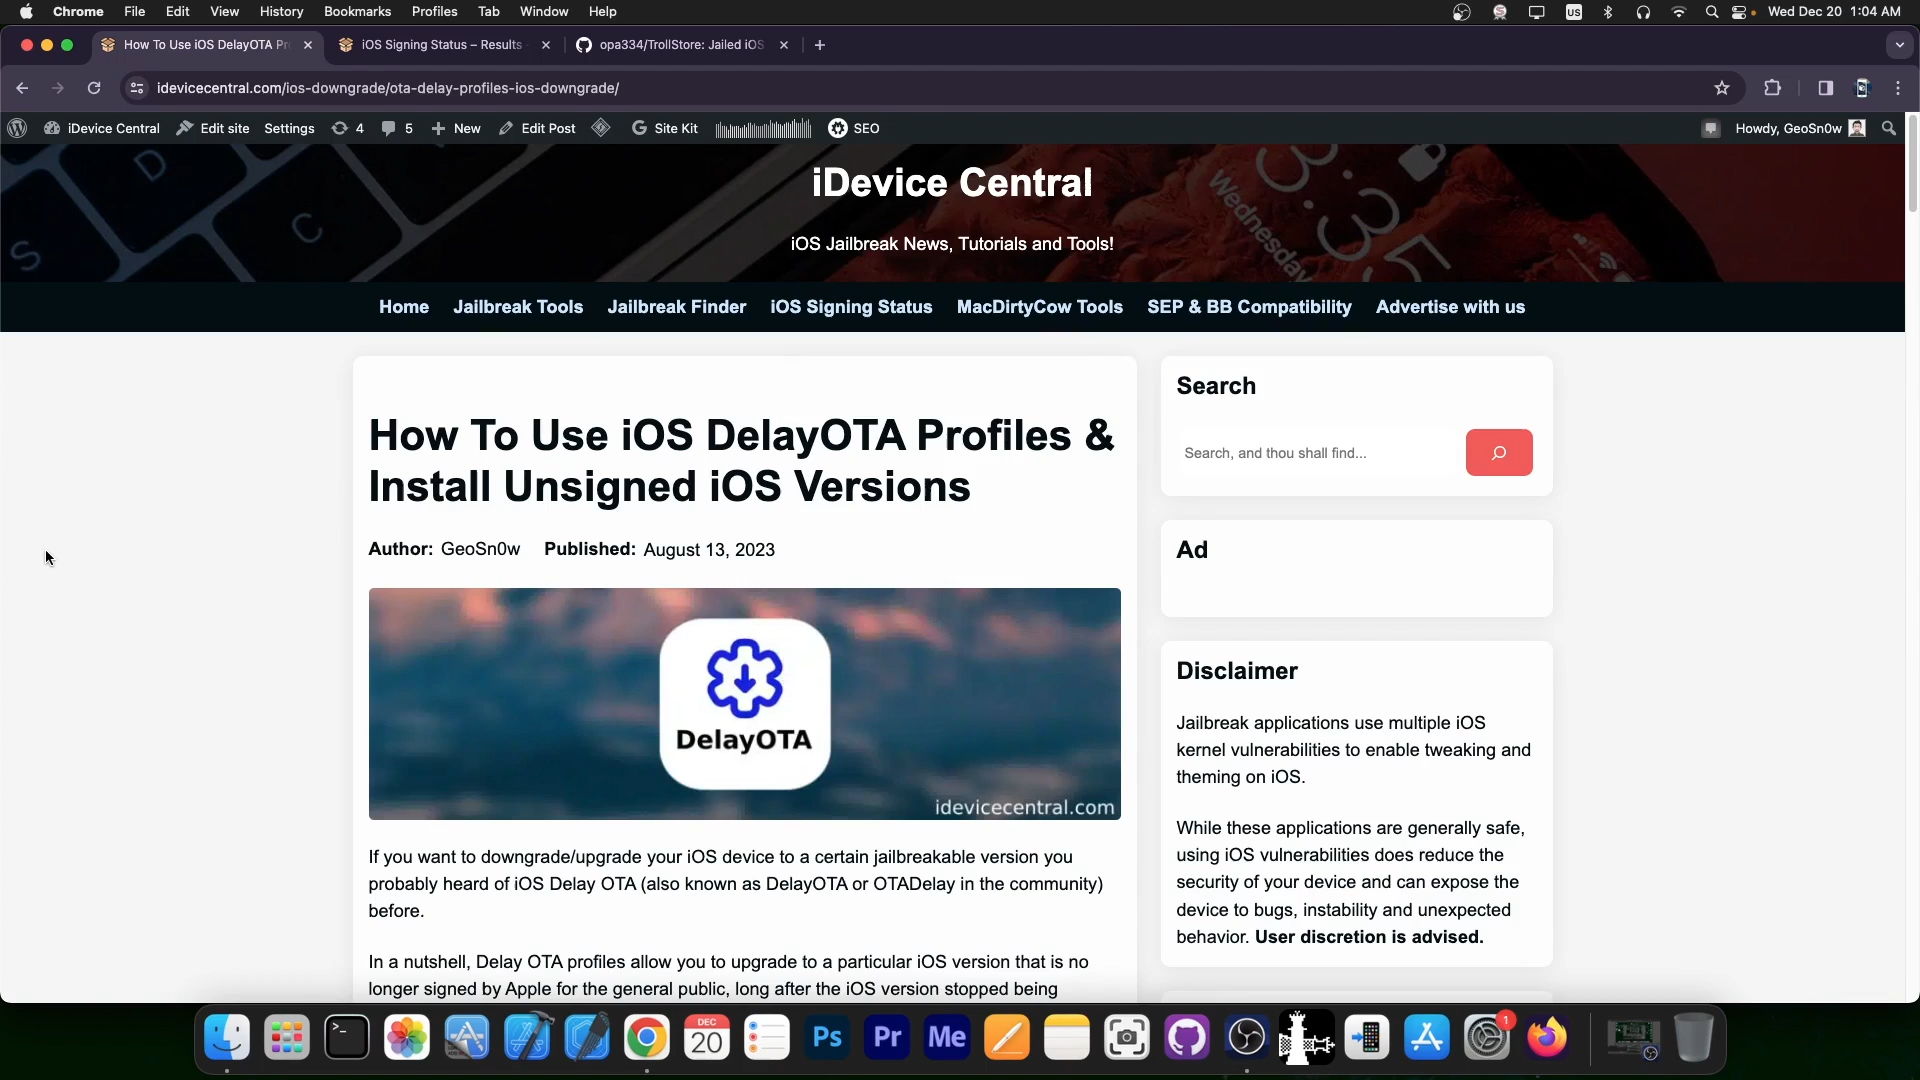 Chrome File Edit View History Bookmarks Profiles Tab Window Help US Wed Dec 20 1:04 AM
How To Use iOS DelayOTA Pr
iOS Signing Status – Results
opa334/TrollStore: Jailed iOS
idevicecentral.com/ios-downgrade/ota-delay-profiles-ios-downgrade/
iDevice Central Edit site Settings 4 5 New Edit Post Site Kit SEO Howdy, GeoSn0w
iDevice Central
iOS Jailbreak News, Tutorials and Tools!
Home Jailbreak Tools Jailbreak Finder iOS Signing Status MacDirtyCow Tools SEP & BB Compatibility Advertise with us
How To Use iOS DelayOTA Profiles &
Install Unsigned iOS Versions
Author: GeoSn0w Published: August 13, 2023
DelayOTA
idevicecentral.com
If you want to downgrade/upgrade your iOS device to a certain jailbreakable version you
probably heard of iOS Delay OTA (also known as DelayOTA or OTADelay in the community)
before.
In a nutshell, Delay OTA profiles allow you to upgrade to a particular iOS version that is no
longer signed by Apple for the general public, long after the iOS version stopped being
Search
Search, and thou shall find...
Ad
Disclaimer
Jailbreak applications use multiple iOS
kernel vulnerabilities to enable tweaking and
theming on iOS.
While these applications are generally safe,
using iOS vulnerabilities does reduce the
security of your device and can expose the
device to bugs, instability and unexpected
behavior. User discretion is advised.
D
C
S
3:35
Wednesday
DEC
20
Ps
Pr
Me
1